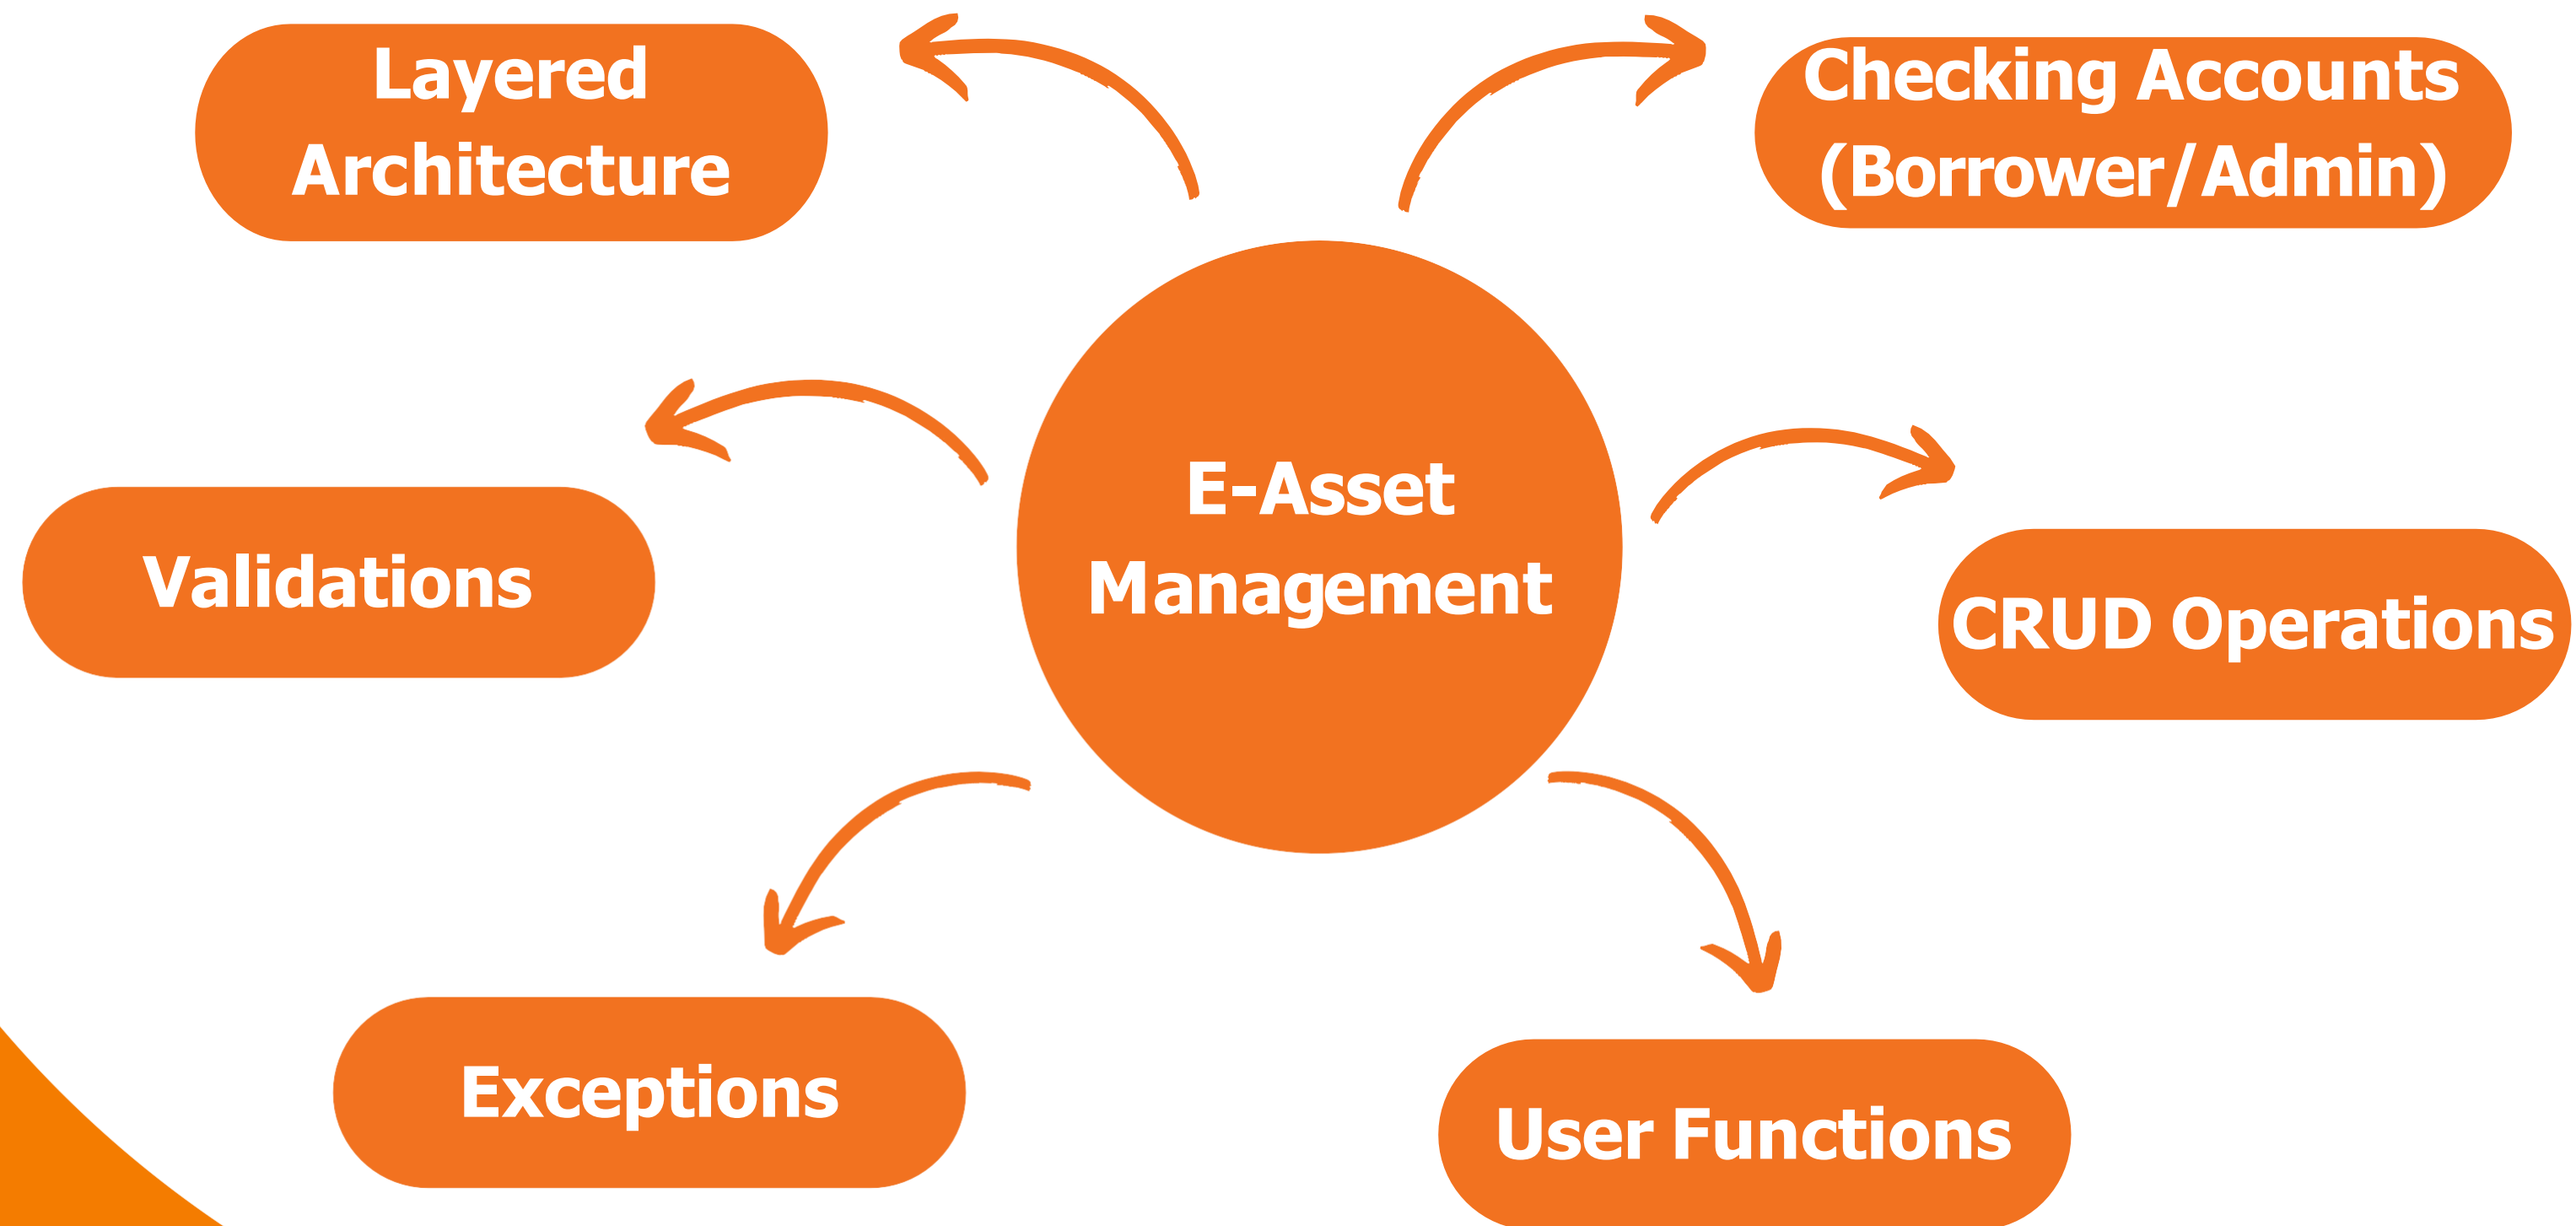 Layered
Architecture
Checking Accounts
(Borrower/Admin)
E-Asset
Management
Validations
CRUD Operations
Exceptions
User Functions